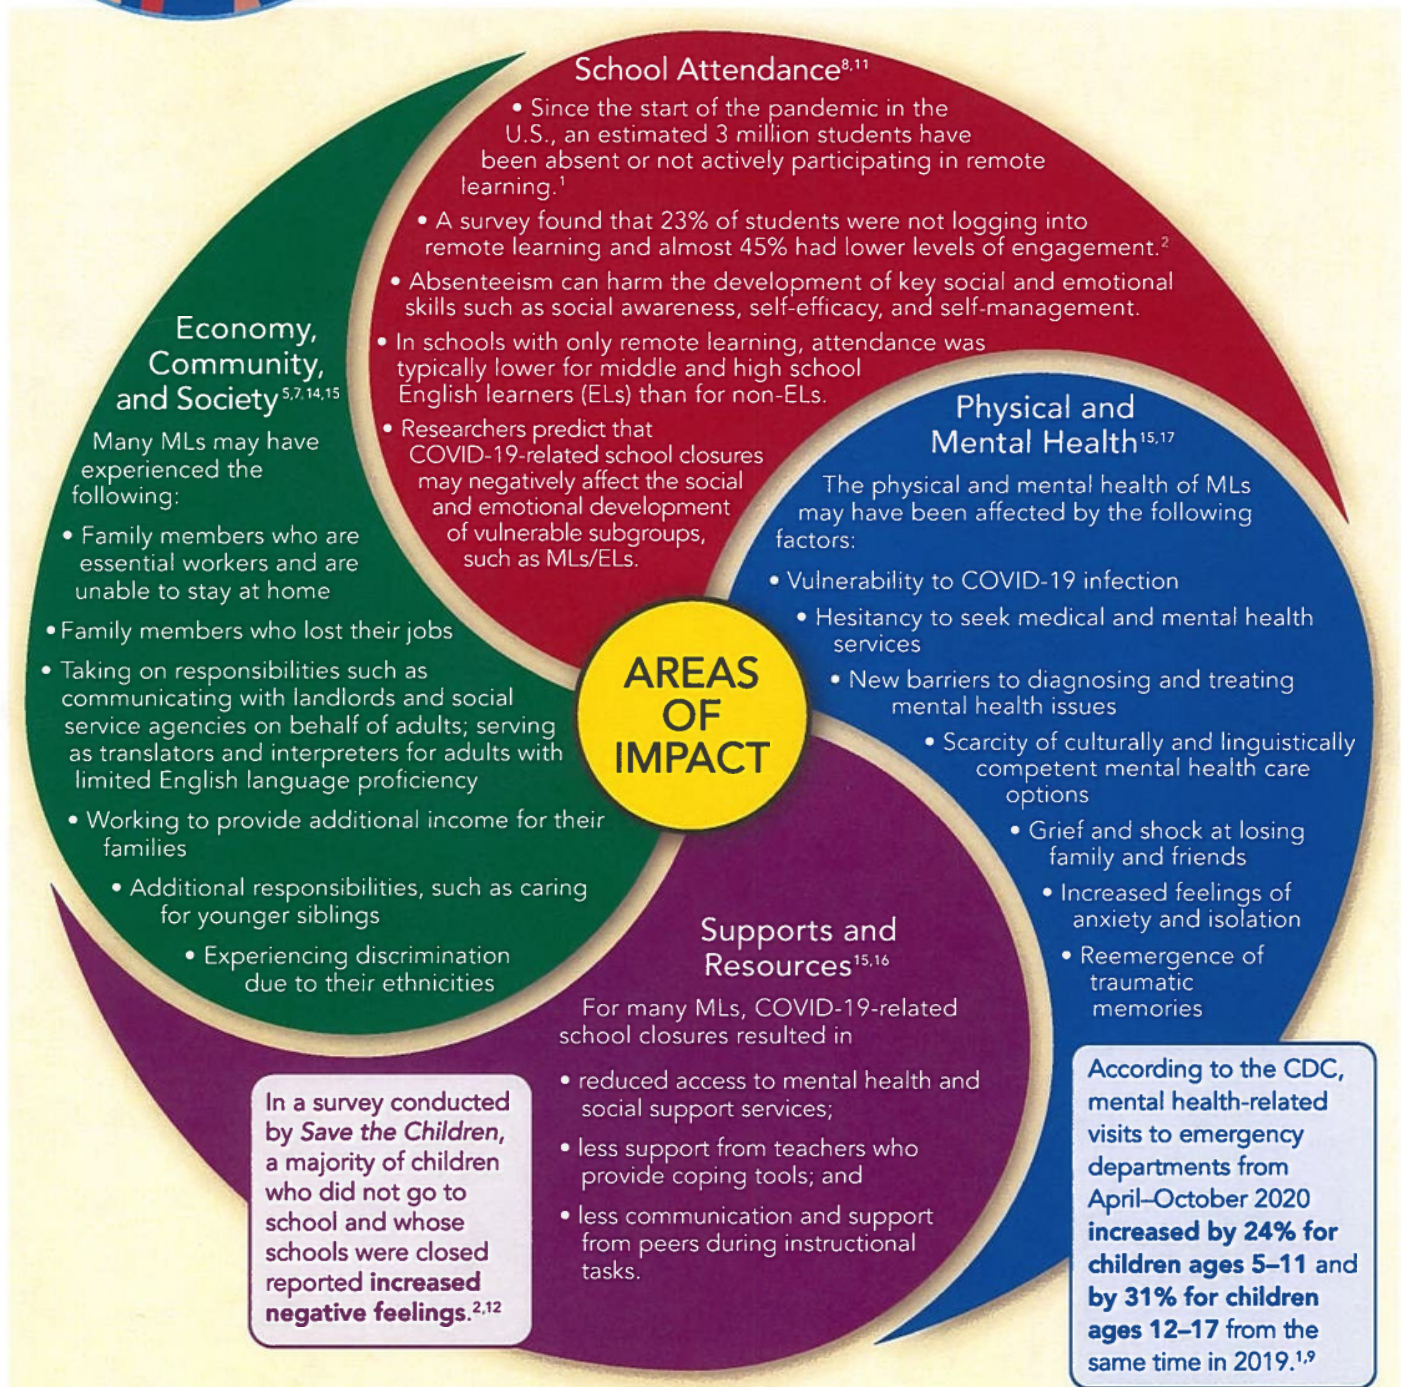 School Attendance8,11
• Since the start of the pandemic in the
U.S., an estimated 3 million students have
been absent or not actively participating in remote
learning.1
• A survey found that 23% of students were not logging into
remote learning and almost 45% had lower levels of engagement.2
• Absenteeism can harm the development of key social and emotional
skills such as social awareness, self-efficacy, and self-management.
• In schools with only remote learning, attendance was
typically lower for middle and high school
English learners (ELs) than for non-ELs.
• Researchers predict that
COVID-19-related school closures
may negatively affect the social
and emotional development
of vulnerable subgroups,
such as MLs/ELs.
Economy,
Community,
and Society5,7,14,15
Many MLs may have
experienced the
following:
• Family members who are
essential workers and are
unable to stay at home
• Family members who lost their jobs
• Taking on responsibilities such as
communicating with landlords and social
service agencies on behalf of adults; serving
as translators and interpreters for adults with
limited English language proficiency
• Working to provide additional income for their
families
• Additional responsibilities, such as caring
for younger siblings
• Experiencing discrimination
due to their ethnicities
AREAS
OF
IMPACT
Physical and
Mental Health15,17
The physical and mental health of MLs
may have been affected by the following
factors:
• Vulnerability to COVID-19 infection
• Hesitancy to seek medical and mental health
services
• New barriers to diagnosing and treating
mental health issues
• Scarcity of culturally and linguistically
competent mental health care
options
• Grief and shock at losing
family and friends
• Increased feelings of
anxiety and isolation
• Reemergence of
traumatic
memories
Supports and
Resources15,16
For many MLs, COVID-19-related
school closures resulted in
• reduced access to mental health and
social support services;
• less support from teachers who
provide coping tools; and
• less communication and support
from peers during instructional
tasks.
In a survey conducted
by Save the Children,
a majority of children
who did not go to
school and whose
schools were closed
reported increased
negative feelings.2,12
According to the CDC,
mental health-related
visits to emergency
departments from
April–October 2020
increased by 24% for
children ages 5–11 and
by 31% for children
ages 12–17 from the
same time in 2019.1,9